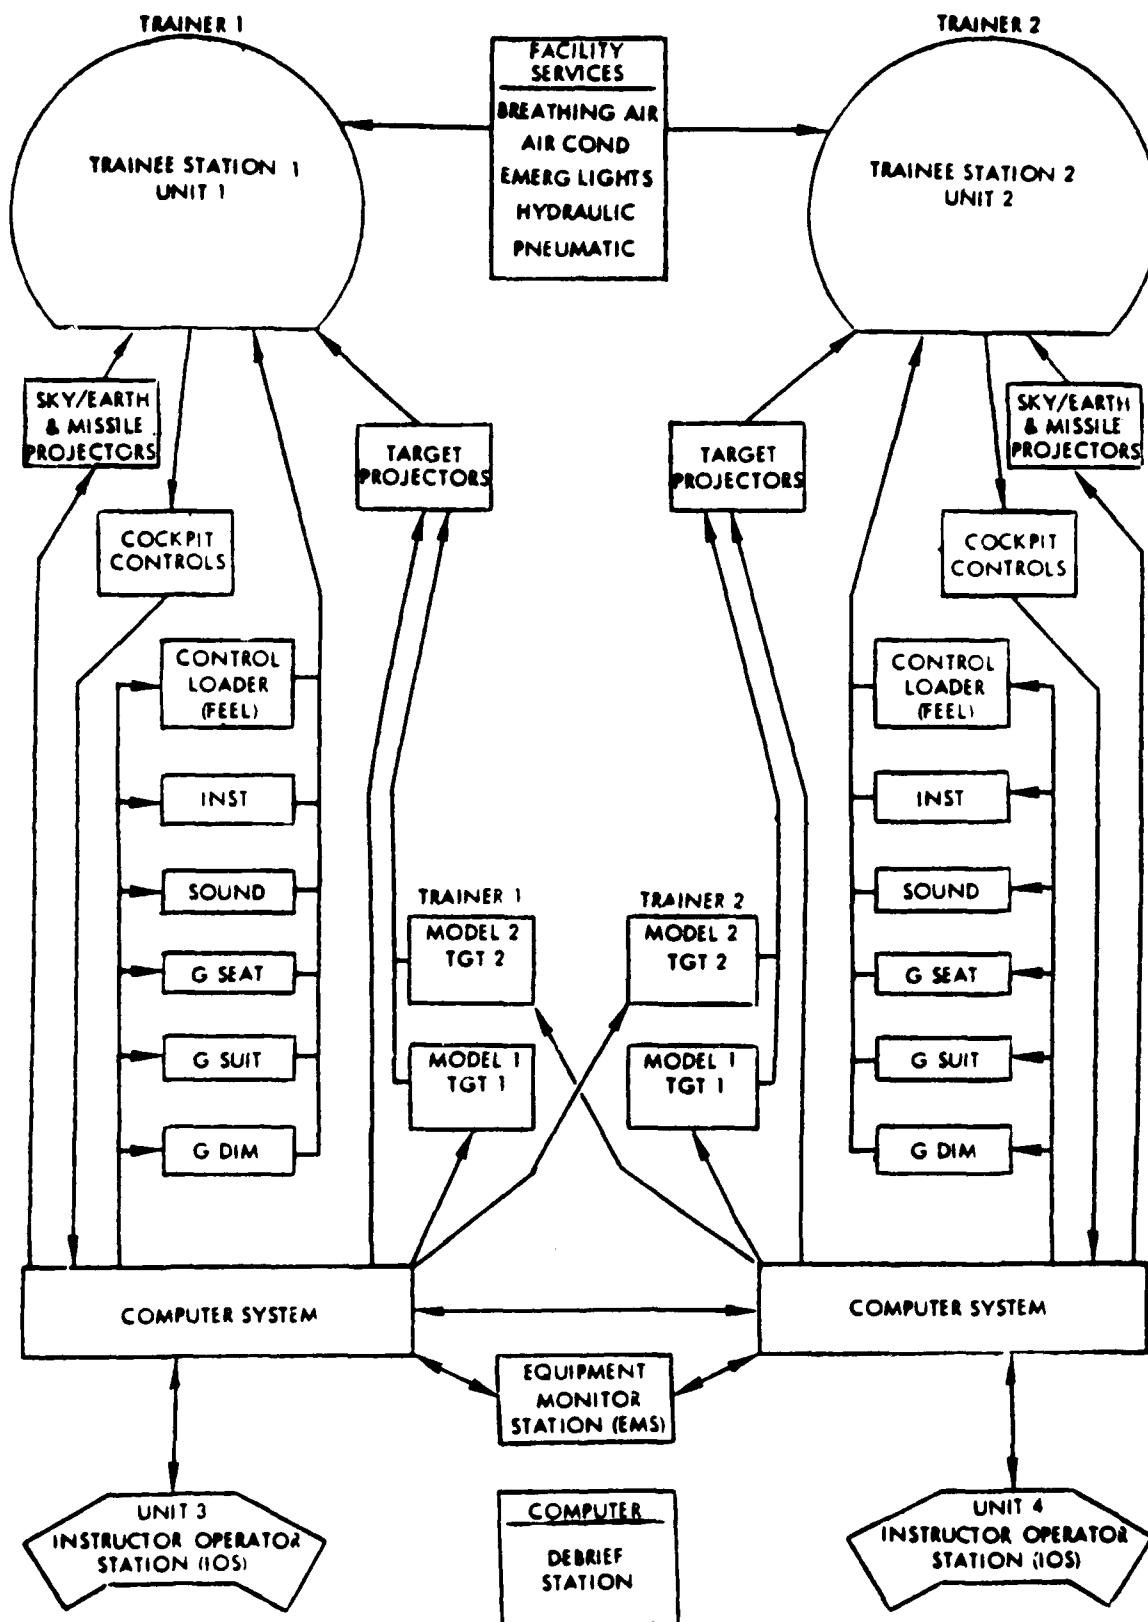 TRAINER 1
TRAINER 2
FACILITY
SERVICES
BREATHING AIR
AIR COND
EMERG LIGHTS
HYDRAULIC
PNEUMATIC
TRAINEE STATION 1
UNIT 1
TRAINEE STATION 2
UNIT 2
SKY/EARTH
& MISSILE
PROJECTORS
TARGET
PROJECTORS
TARGET
PROJECTORS
SKY/EARTH
& MISSILE
PROJECTORS
COCKPIT
CONTROLS
COCKPIT
CONTROLS
CONTROL
LOADER
(FEEL)
INST
SOUND
G SEAT
G SUIT
G DIM
CONTROL
LOADER
(FEEL)
INST
SOUND
G SEAT
G SUIT
G DIM
TRAINER 1
MODEL 2
TGT 2
MODEL 1
TGT 1
TRAINER 2
MODEL 2
TGT 2
MODEL 1
TGT 1
COMPUTER SYSTEM
COMPUTER SYSTEM
EQUIPMENT
MONITOR
STATION (EMS)
UNIT 3
INSTRUCTOR OPERATOR
STATION (IOS)
COMPUTER
DEBRIEF
STATION
UNIT 4
INSTRUCTOR OPERATOR
STATION (IOS)